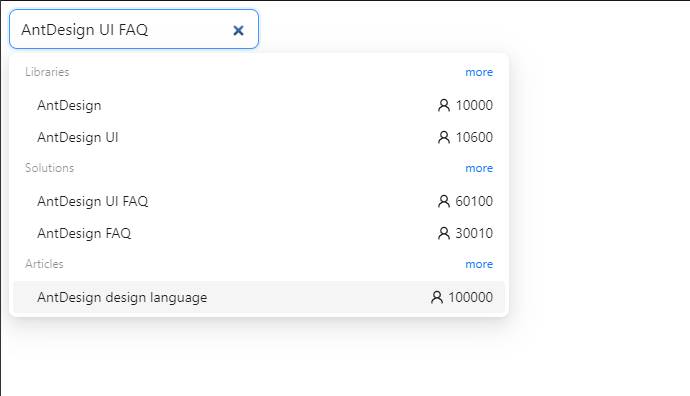 AntDesign UI FAQ
Libraries more
AntDesign 10000
AntDesign UI 10600
Solutions more
AntDesign UI FAQ 60100
AntDesign FAQ 30010
Articles more
AntDesign design language 100000